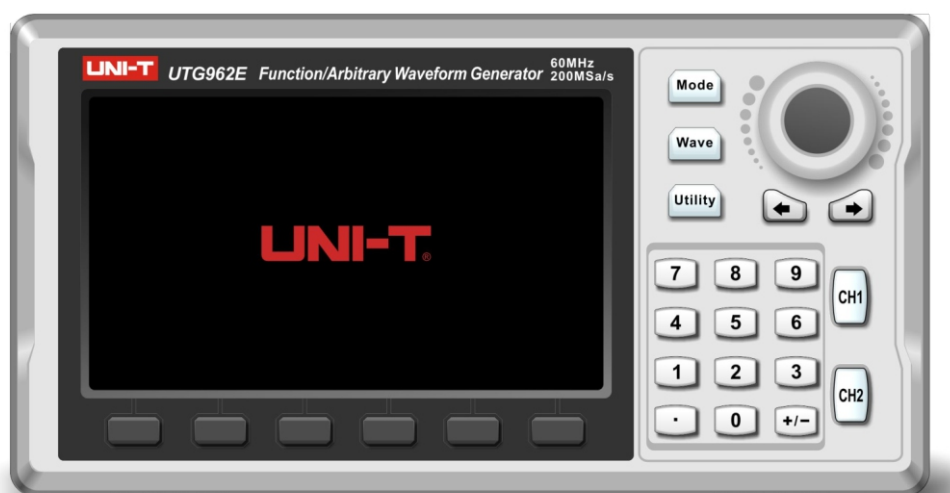 UNI-T UTG962E Function/Arbitrary Waveform Generator 60MHz
200MSa/s
UNI-T®
Mode
Wave
Utility
7 8 9
4 5 6
1 2 3
· 0 +/−
CH1
CH2